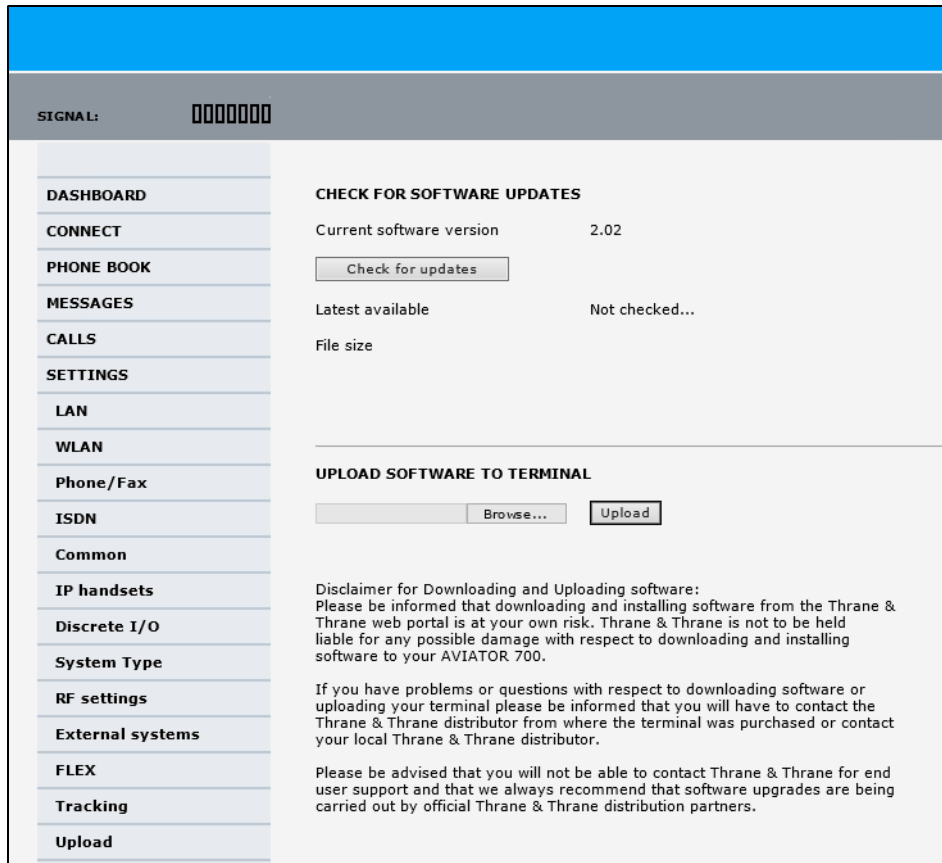 SIGNAL:
DASHBOARD
CONNECT
PHONE BOOK
MESSAGES
CALLS
SETTINGS
LAN
WLAN
Phone/Fax
ISDN
Common
IP handsets
Discrete I/O
System Type
RF settings
External systems
FLEX
Tracking
Upload
CHECK FOR SOFTWARE UPDATES
Current software version 2.02
Check for updates
Latest available Not checked...
File size
UPLOAD SOFTWARE TO TERMINAL
Browse... Upload
Disclaimer for Downloading and Uploading software:
Please be informed that downloading and installing software from the Thrane &
Thrane web portal is at your own risk. Thrane & Thrane is not to be held
liable for any possible damage with respect to downloading and installing
software to your AVIATOR 700.
If you have problems or questions with respect to downloading software or
uploading your terminal please be informed that you will have to contact the
Thrane & Thrane distributor from where the terminal was purchased or contact
your local Thrane & Thrane distributor.
Please be advised that you will not be able to contact Thrane & Thrane for end
user support and that we always recommend that software upgrades are being
carried out by official Thrane & Thrane distribution partners.